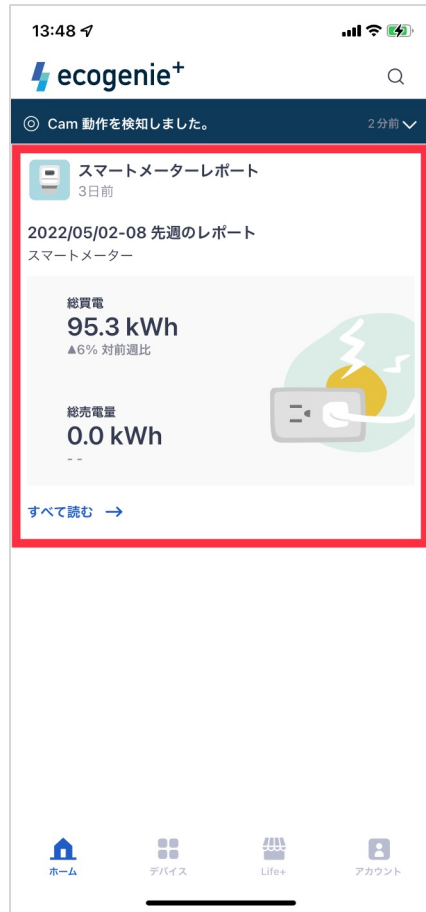 13:48
ecogenie+
Cam 動作を検知しました。 2分前
スマートメーターレポート
3日前
2022/05/02-08 先週のレポート
スマートメーター
総買電
95.3 kWh
▲6% 対前週比
総売電量
0.0 kWh
--
すべて読む →
ホーム デバイス Life+ アカウント